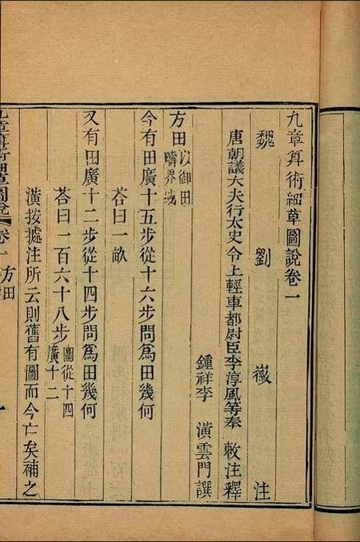 九章算術細草圖說卷一
魏 劉 徽 注
唐朝議大夫行太史令上輕車都尉臣李淳風等奉 敕注釋
鍾祥李 潢雲門譔
方田以御田疇界域
今有田廣十五步從十六步問爲田幾何
荅曰一畝
又有田廣十二步從十四步問爲田幾何
荅曰一百六十八步圖從十四廣十二
潢按據注所云則舊有圖而今亡矣補之
九章算術細草圖說 卷一 方田 一